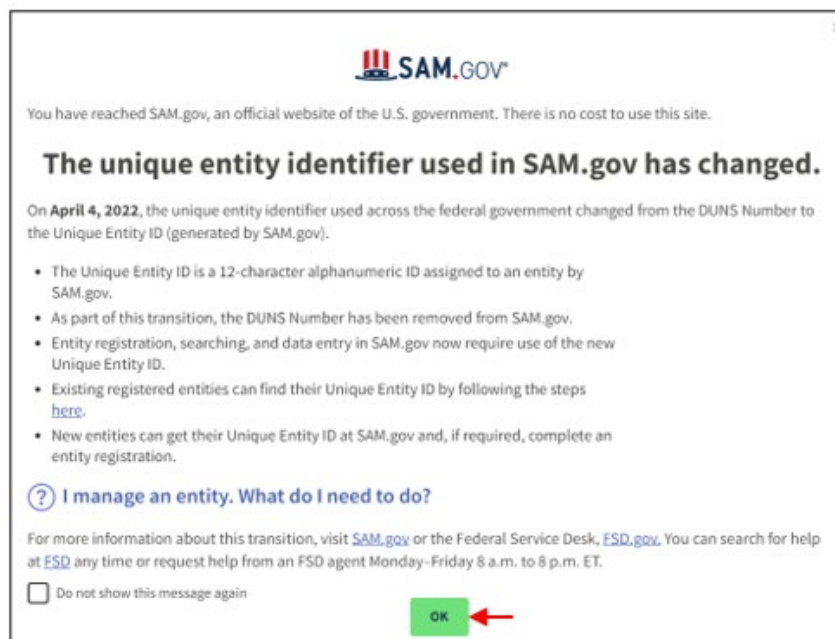 SAM.GOV®
You have reached SAM.gov, an official website of the U.S. government. There is no cost to use this site.
The unique entity identifier used in SAM.gov has changed.
On April 4, 2022, the unique entity identifier used across the federal government changed from the DUNS Number to
the Unique Entity ID (generated by SAM.gov).
• The Unique Entity ID is a 12-character alphanumeric ID assigned to an entity by
SAM.gov.
• As part of this transition, the DUNS Number has been removed from SAM.gov.
• Entity registration, searching, and data entry in SAM.gov now require use of the new
Unique Entity ID.
• Existing registered entities can find their Unique Entity ID by following the steps
here.
• New entities can get their Unique Entity ID at SAM.gov and, if required, complete an
entity registration.
? I manage an entity. What do I need to do?
For more information about this transition, visit SAM.gov or the Federal Service Desk, FSD.gov. You can search for help
at FSD any time or request help from an FSD agent Monday–Friday 8 a.m. to 8 p.m. ET.
Do not show this message again
OK